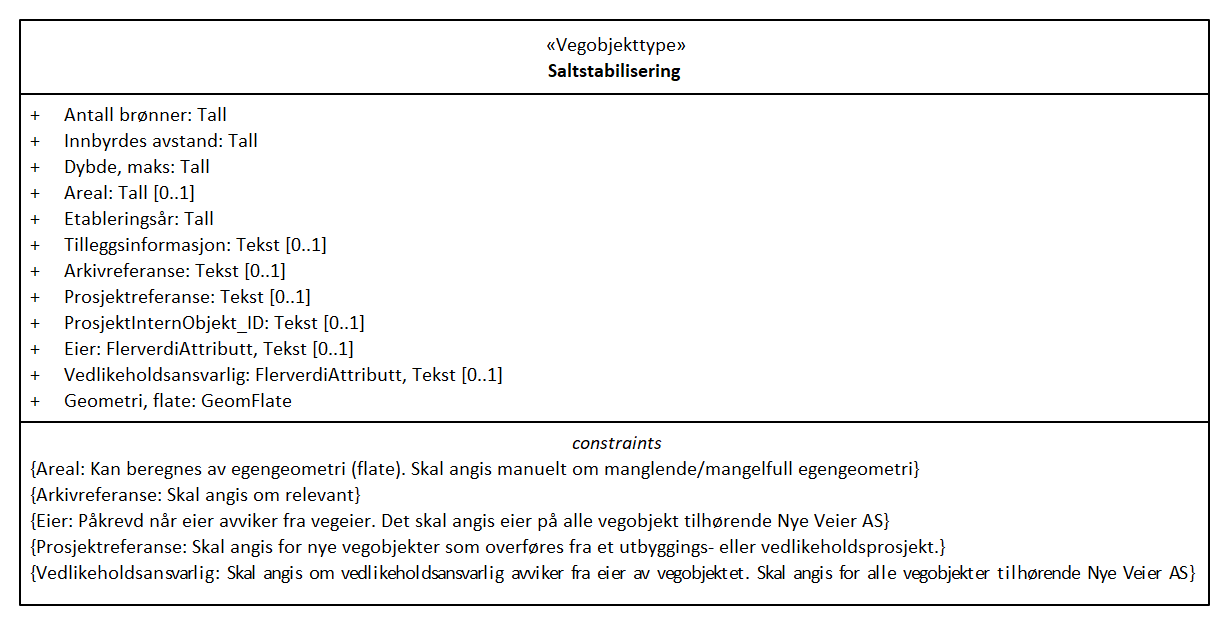 «Vegobjekttype»
Saltstabilisering
+ Antall brønner: Tall
+ Innbyrdes avstand: Tall
+ Dybde, maks: Tall
+ Areal: Tall [0..1]
+ Etableringsår: Tall
+ Tilleggsinformasjon: Tekst [0..1]
+ Arkivreferanse: Tekst [0..1]
+ Prosjektreferanse: Tekst [0..1]
+ ProsjektInternObjekt_ID: Tekst [0..1]
+ Eier: FlerverdiAttributt, Tekst [0..1]
+ Vedlikeholdsansvarlig: FlerverdiAttributt, Tekst [0..1]
+ Geometri, flate: GeomFlate
constraints
{Areal: Kan beregnes av egengeometri (flate). Skal angis manuelt om manglende/mangelfull egengeometri}
{Arkivreferanse: Skal angis om relevant}
{Eier: Påkrevd når eier avviker fra vegeier. Det skal angis eier på alle vegobjekt tilhørende Nye Veier AS}
{Prosjektreferanse: Skal angis for nye vegobjekter som overføres fra et utbyggings- eller vedlikeholdsprosjekt.}
{Vedlikeholdsansvarlig: Skal angis om vedlikeholdsansvarlig avviker fra eier av vegobjektet. Skal angis for alle vegobjekter tilhørende Nye Veier AS}